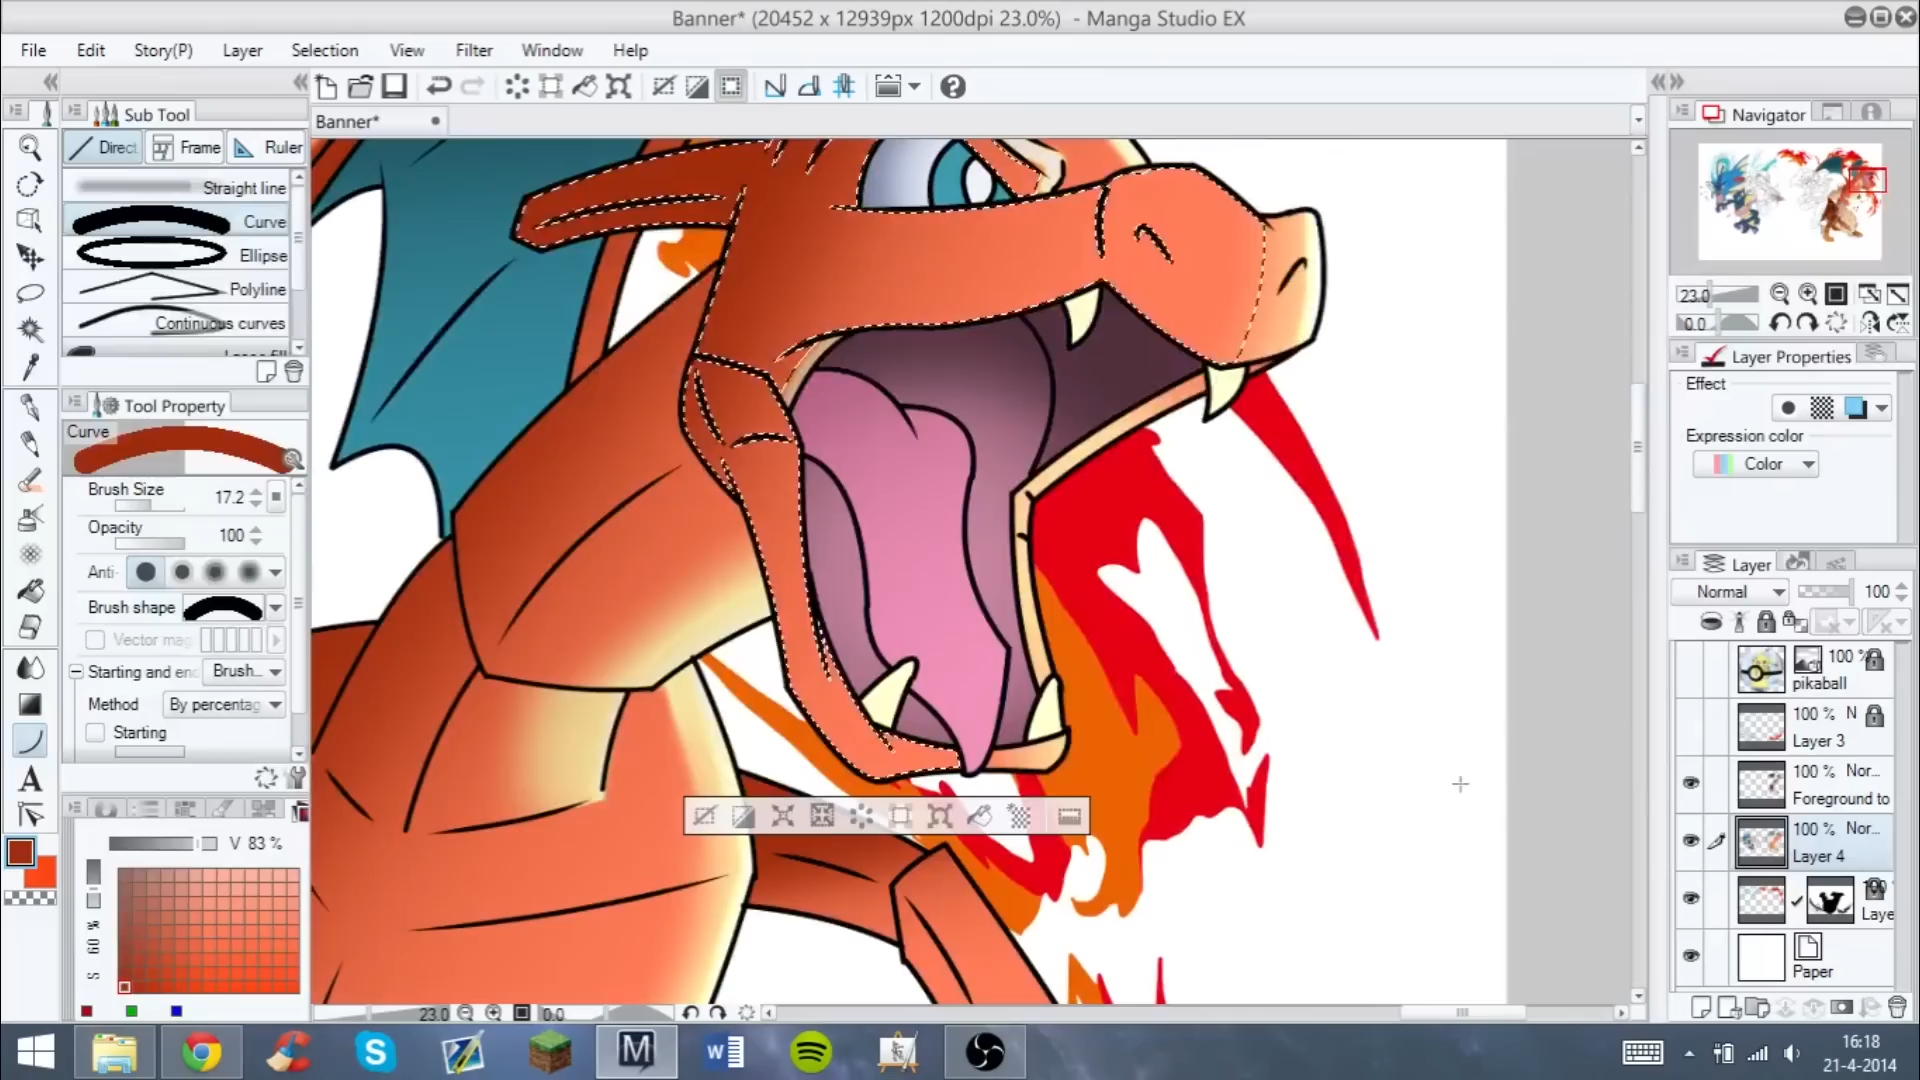 Banner* (20452 x 12939px 1200dpi 23.0%) - Manga Studio EX
File Edit Story(P) Layer Selection View Filter Window Help
Sub Tool
Banner*
Navigator
Direct Frame Ruler
Straight line
Curve
Ellipse
Polyline
Continuous curves
23.0
0.0
Layer Properties
Effect
Tool Property
Curve
Expression color
Color
Brush Size 17.2
Opacity 100
Anti-
Brush shape
Vector mag
Starting and end Brush...
Method By percentag
Starting
Layer
Normal 100
100 %
pikaball
100 % N
Layer 3
100 % Nor...
Foreground to
100 % Nor...
Layer 4
Laye
Paper
A
V 83 %
S 60
23.0 0.0
16:18
21-4-2014